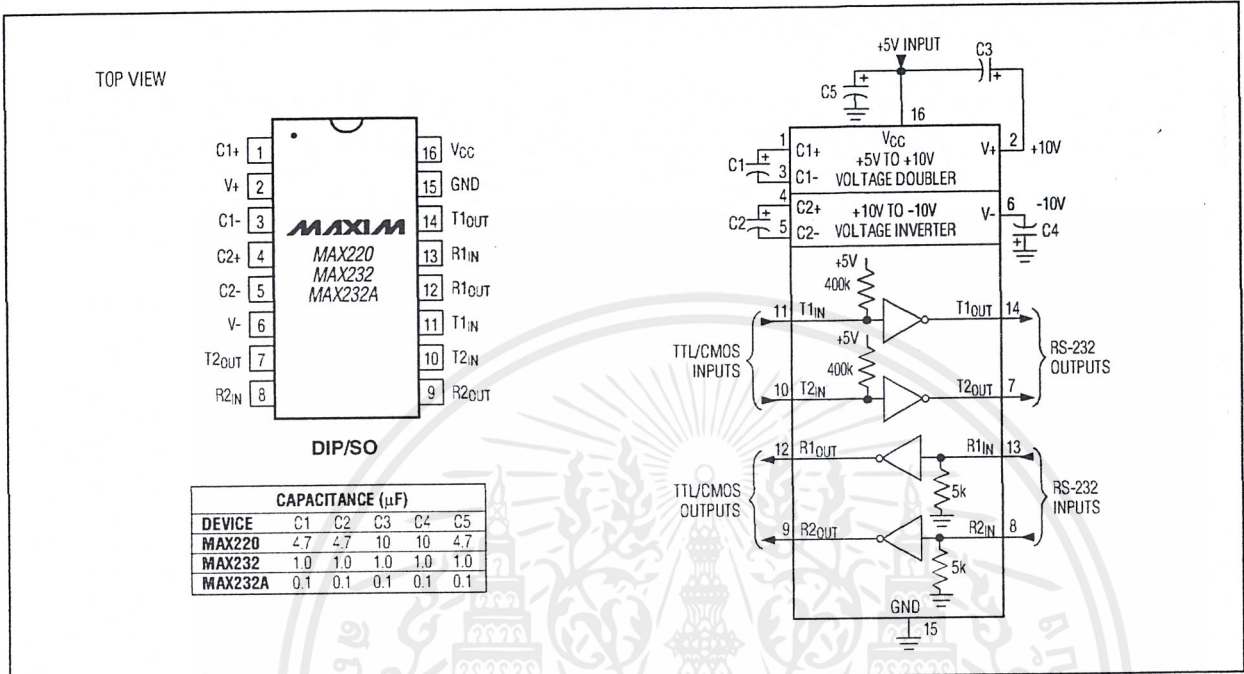 TOP VIEW
C1+ 1
V+ 2
C1- 3
C2+ 4
C2- 5
V- 6
T2OUT 7
R2IN 8
16 VCC
15 GND
14 T1OUT
13 R1IN
12 R1OUT
11 T1IN
10 T2IN
9 R2OUT
MAXIM
MAX220
MAX232
MAX232A
DIP/SO
CAPACITANCE (µF)
DEVICE C1 C2 C3 C4 C5
MAX220 4.7 4.7 10 10 4.7
MAX232 1.0 1.0 1.0 1.0 1.0
MAX232A 0.1 0.1 0.1 0.1 0.1
+5V INPUT
C3
+
C5 +
16
1 C1+ VCC V+ 2 +10V
+5V TO +10V
C1 +
3 C1- VOLTAGE DOUBLER
4 C2+ +10V TO -10V V- 6 -10V
C2 +
5 C2- VOLTAGE INVERTER
C4
+
+5V
400k
11 T1IN T1OUT 14
+5V
TTL/CMOS
INPUTS
RS-232
OUTPUTS
400k
10 T2IN T2OUT 7
12 R1OUT R1IN 13
5k
TTL/CMOS
OUTPUTS
RS-232
INPUTS
9 R2OUT R2IN 8
5k
GND
15